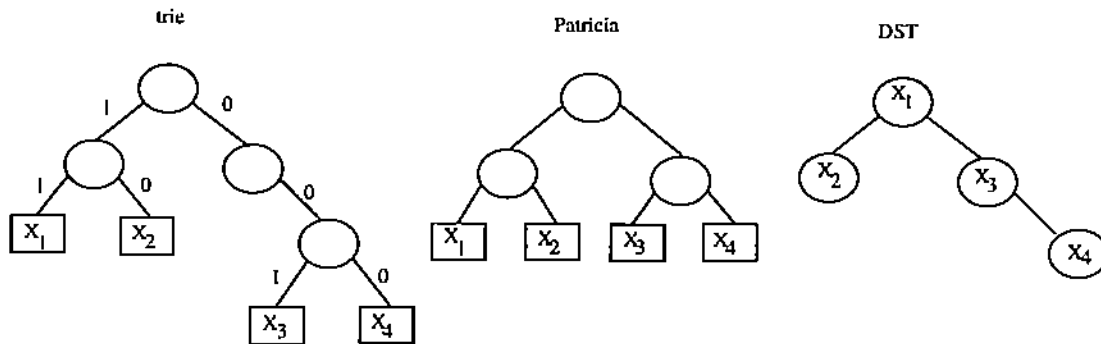 trie
Patricia
DST
1 0
1 0 0
1 0
X1 X2
X3 X4
X1 X2 X3 X4
X1
X2 X3
X4